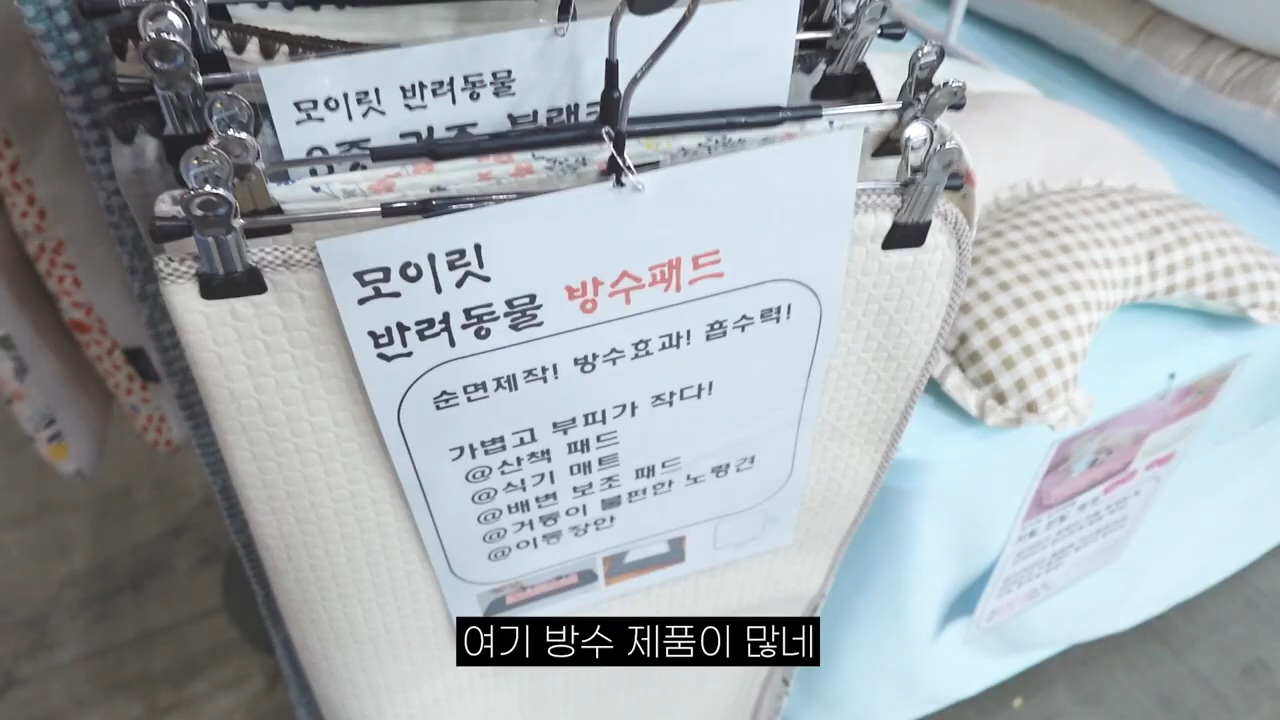 모이릿 반려동물
모이릿
반려동물 방수패드
순면제작! 방수효과! 흡수력!
가볍고 부피가 작다!
@산책 패드
@식기 매트
@배변 보조 패드
@거동이 불편한 노령견
@이동장안
여기 방수 제품이 많네